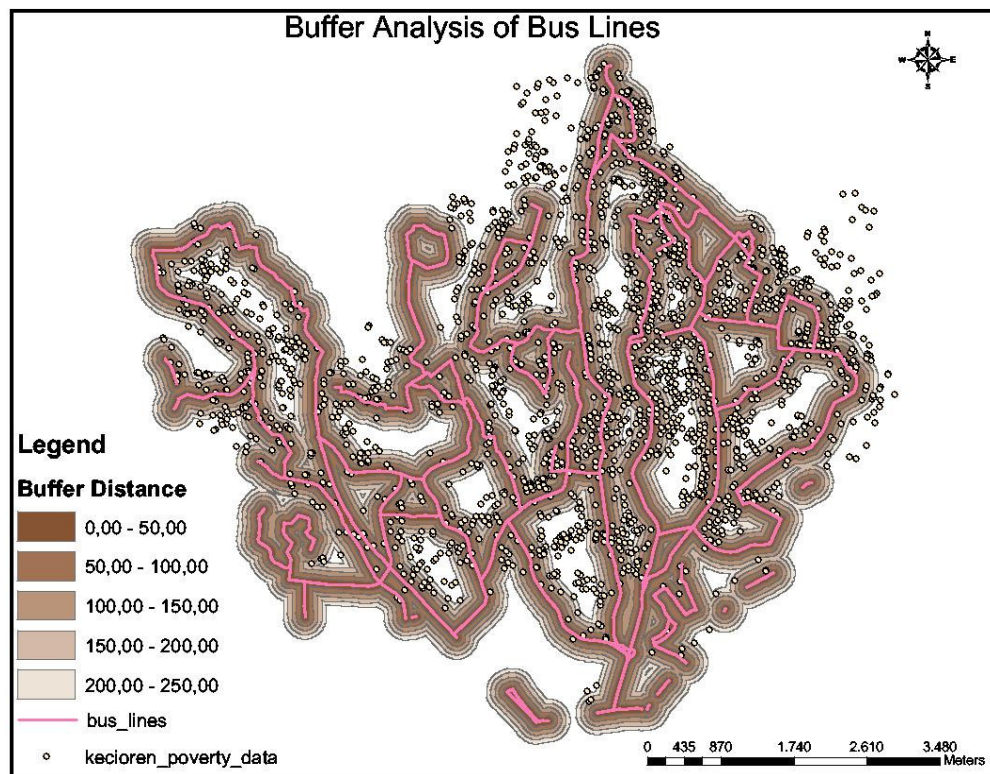 Buffer Analysis of Bus Lines
N
W E
S
Legend
Buffer Distance
0,00 - 50,00
50,00 - 100,00
100,00 - 150,00
150,00 - 200,00
200,00 - 250,00
bus_lines
kecioren_poverty_data
0 435 870 1.740 2.610 3.480
Meters